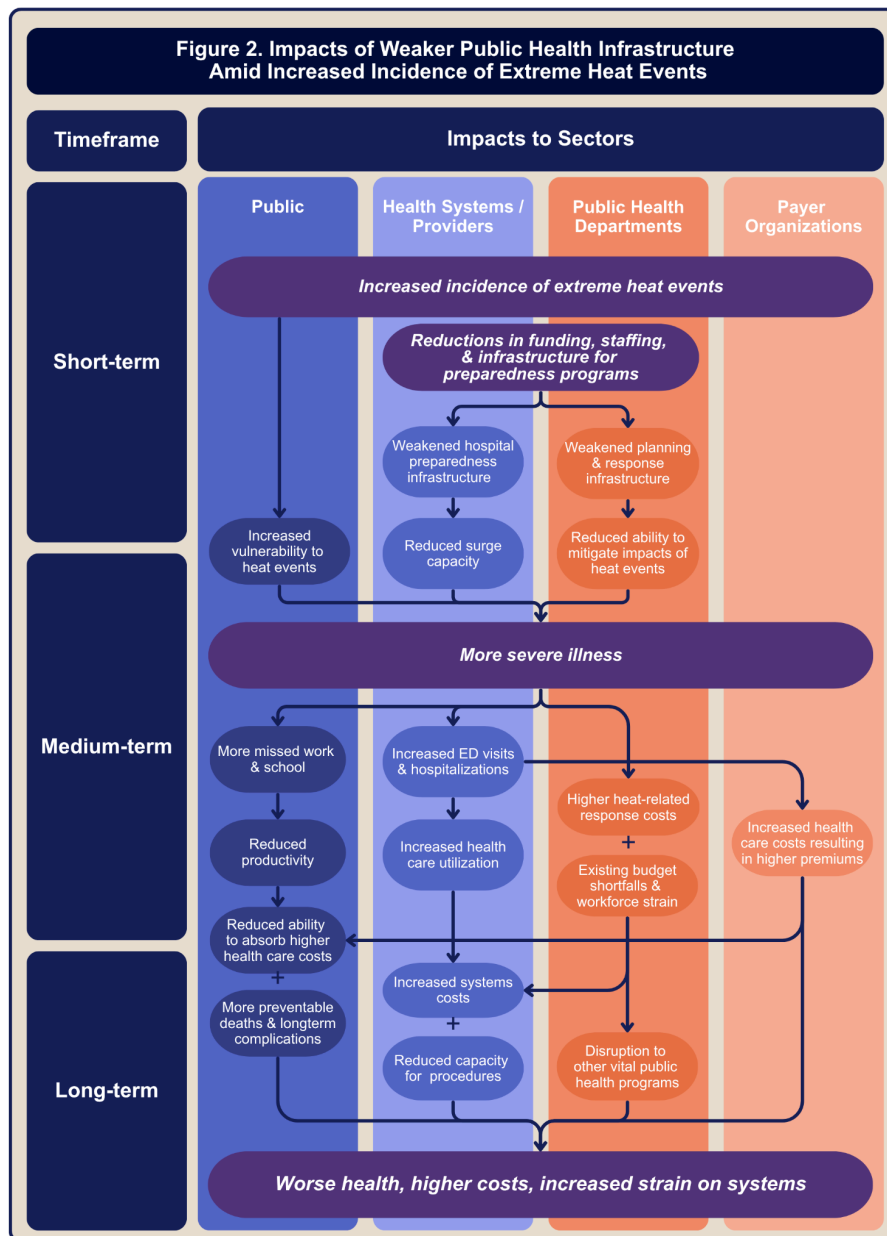 Figure 2. Impacts of Weaker Public Health Infrastructure
Amid Increased Incidence of Extreme Heat Events
Timeframe
Impacts to Sectors
Short-term
Public
Health Systems /
Providers
Public Health
Departments
Payer
Organizations
Increased incidence of extreme heat events
Reductions in funding, staffing,
& infrastructure for
preparedness programs
Weakened hospital
preparedness
infrastructure
Weakened planning
& response
infrastructure
Increased
vulnerability to
heat events
Reduced surge
capacity
Reduced ability to
mitigate impacts of
heat events
Medium-term
More severe illness
More missed work
& school
Increased ED visits
& hospitalizations
Higher heat-related
response costs
+
Increased health
care costs resulting
in higher premiums
Reduced
productivity
Increased health
care utilization
Existing budget
shortfalls &
workforce strain
Reduced ability
to absorb higher
health care costs
+
Long-term
More preventable
deaths & longterm
complications
Increased systems
costs
+
Reduced capacity
for procedures
Disruption to
other vital public
health programs
Worse health, higher costs, increased strain on systems